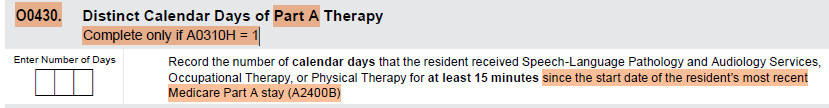 O0430. Distinct Calendar Days of Part A Therapy
Complete only if A0310H = 1
Enter Number of Days
Record the number of calendar days that the resident received Speech-Language Pathology and Audiology Services,
Occupational Therapy, or Physical Therapy for at least 15 minutes since the start date of the resident's most recent
Medicare Part A stay (A2400B)